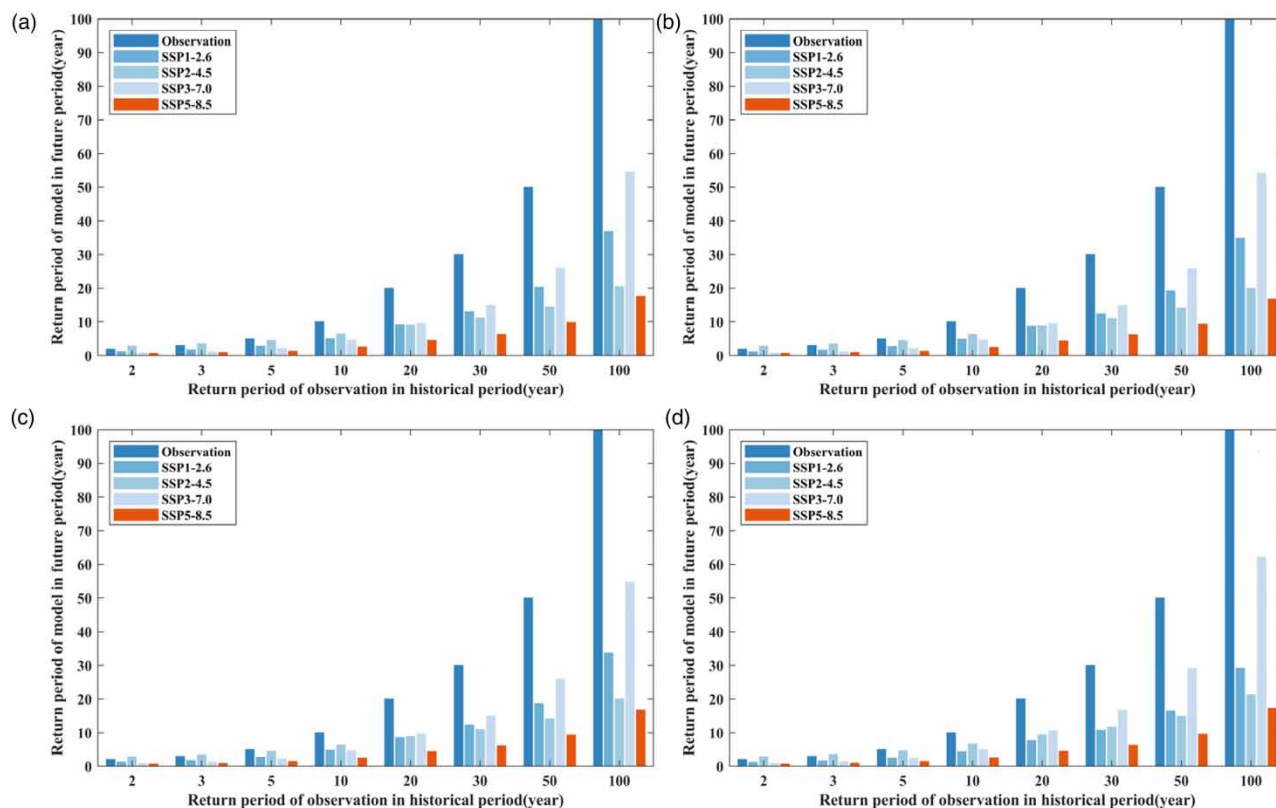 (a)
Return period of model in future period(year)
100
90
80
70
60
50
40
30
20
10
0
Observation
SSP1-2.6
SSP2-4.5
SSP3-7.0
SSP5-8.5
2 3 5 10 20 30 50 100
Return period of observation in historical period(year)
(b)
Return period of model in future period(year)
100
90
80
70
60
50
40
30
20
10
0
Observation
SSP1-2.6
SSP2-4.5
SSP3-7.0
SSP5-8.5
2 3 5 10 20 30 50 100
Return period of observation in historical period(year)
(c)
Return period of model in future period(year)
100
90
80
70
60
50
40
30
20
10
0
Observation
SSP1-2.6
SSP2-4.5
SSP3-7.0
SSP5-8.5
2 3 5 10 20 30 50 100
Return period of observation in historical period(year)
(d)
Return period of model in future period(year)
100
90
80
70
60
50
40
30
20
10
0
Observation
SSP1-2.6
SSP2-4.5
SSP3-7.0
SSP5-8.5
2 3 5 10 20 30 50 100
Return period of observation in historical period(year)